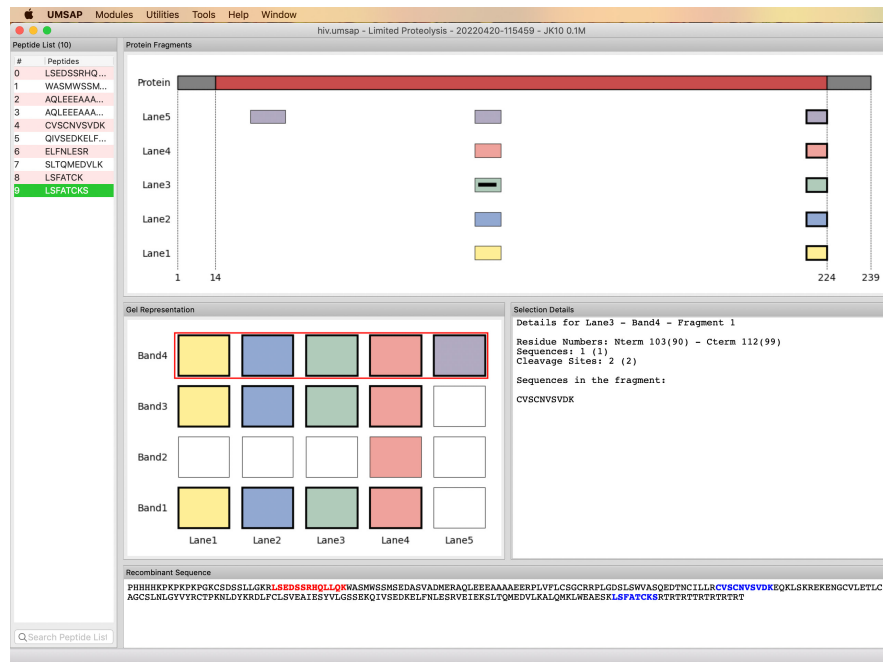 UMSAP Modules Utilities Tools Help Window
hiv.umsap - Limited Proteolysis - 20220420-115459 - JK10 0.1M
Peptide List (10)
# Peptides
0 LSEDSSRHQ...
1 WASMWSSM...
2 AQLEEEAAA...
3 AQLEEEAAA...
4 CVSCNVSVDK
5 QIVSEDKELF...
6 ELFNLESR
7 SLTQMEDVLK
8 LSFATCK
9 LSFATCKS
Search Peptide List
Protein Fragments
Protein
Lane5
Lane4
Lane3
Lane2
Lane1
1 14 224 239
Gel Representation
Band4
Band3
Band2
Band1
Lane1 Lane2 Lane3 Lane4 Lane5
Selection Details
Details for Lane3 - Band4 - Fragment 1
Residue Numbers: Nterm 103(90) - Cterm 112(99)
Sequences: 1 (1)
Cleavage Sites: 2 (2)
Sequences in the fragment:
CVSCNVSVDK
Recombinant Sequence
PHHHHKPKPKPKPGKCSDSSLLGKRLSEDSSRHQLLQKWASMWSSMSEDASVADMERAQLEEEAAAAEERPLVFLCSGCRRPLGDSLSWVASQEDTNCILLRCVSCNVSVDKEQKLSKREKENGCVLETLC
AGCSLNLGYVYRCTPKNLDYKRDLFCLSVEAIESYVLGSSEKQIVSEDKELFNLESRVEIEKSLTQMEDVLKALQMKLWEAESKLSFATCKSRTRTRTTRTRTRTRT